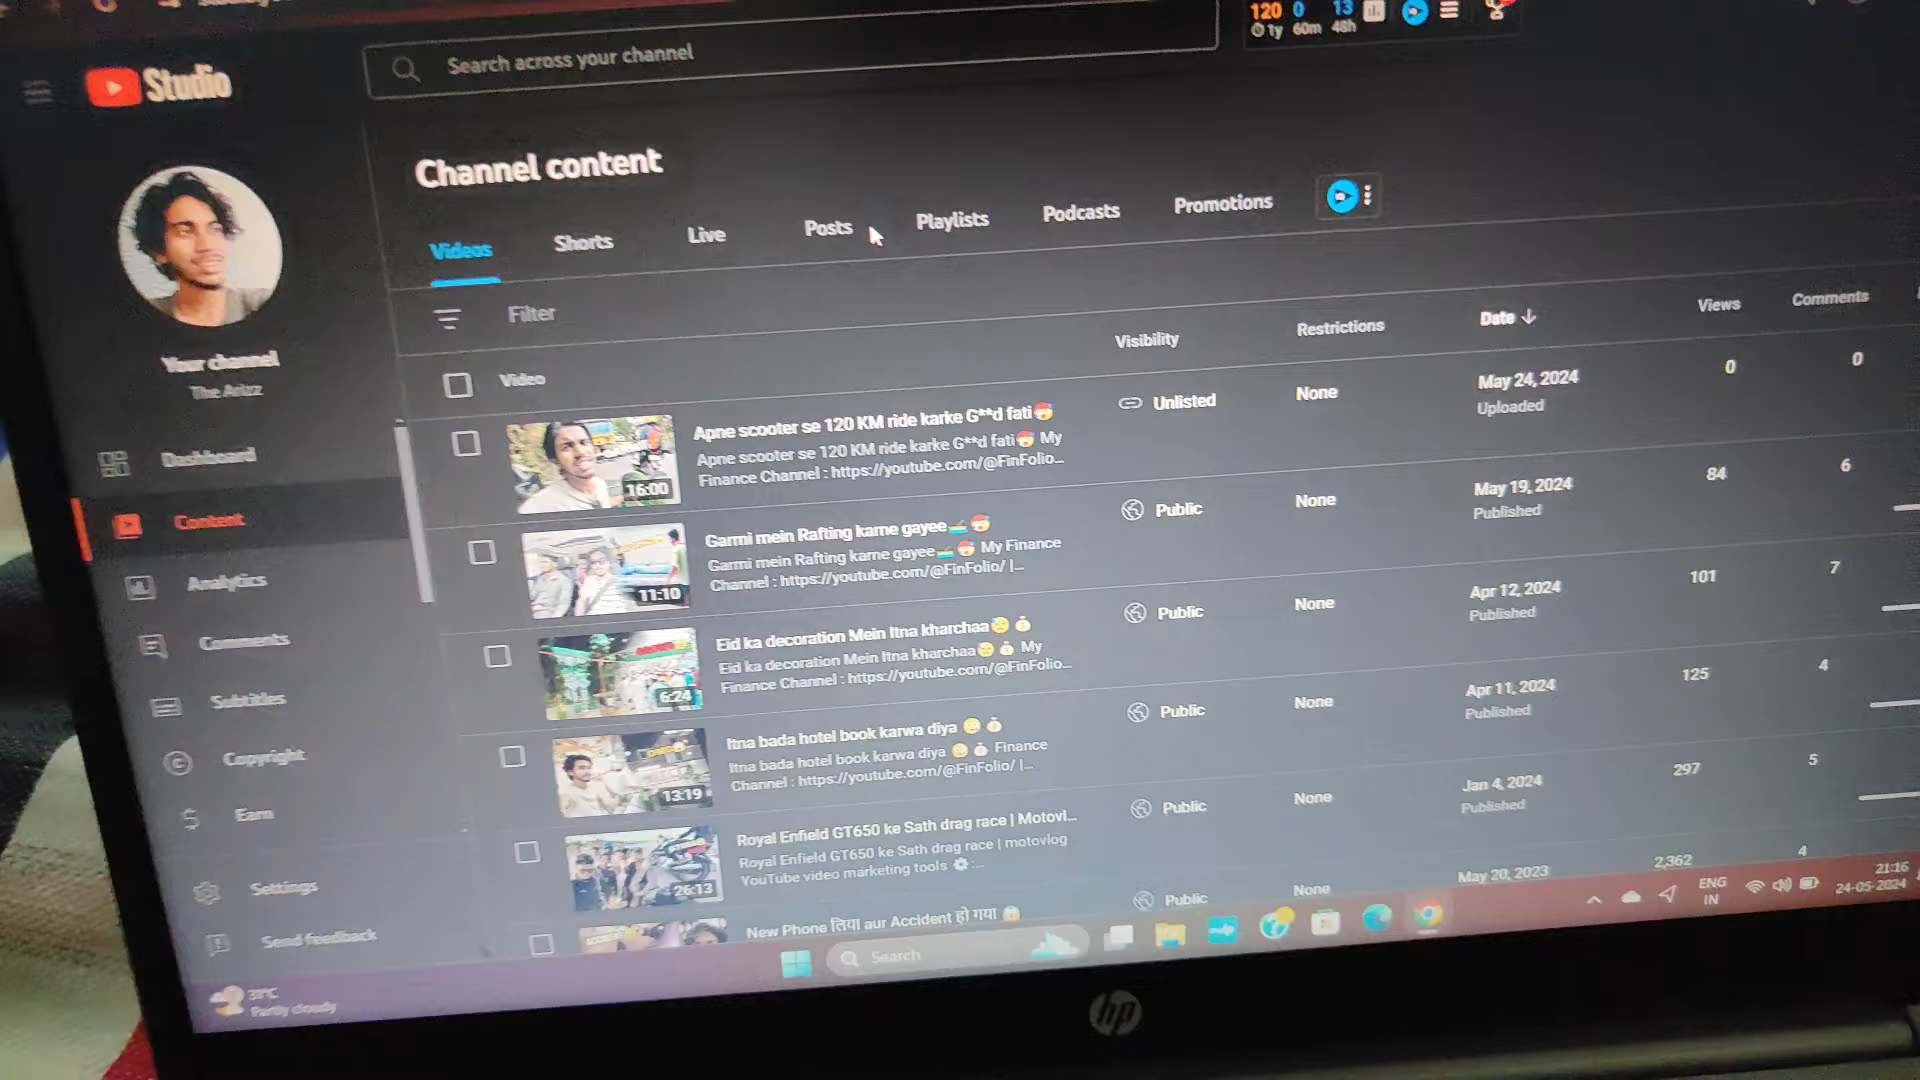 120 0 13
1y 60m 48h
Studio
Search across your channel
Channel content
Videos Shorts Live Posts Playlists Podcasts Promotions
Your channel
The Arizz
Filter
Video Visibility Restrictions Date Views Comments
Dashboard
Content
Analytics
Comments
Subtitles
Copyright
Earn
Settings
Send feedback
16:00
Apne scooter se 120 KM ride karke G**d fati🥵
Apne scooter se 120 KM ride karke G**d fati🥵 My
Finance Channel : https://youtube.com/@FinFolio...
Unlisted None May 24, 2024 0 0
Uploaded
11:10
Garmi mein Rafting karne gayee🚣🥵
Garmi mein Rafting karne gayee🚣🥵 My Finance
Channel : https://youtube.com/@FinFolio/ |...
Public None May 19, 2024 84 6
Published
6:24
Eid ka decoration Mein Itna kharchaa😓💰
Eid ka decoration Mein Itna kharchaa😓💰 My
Finance Channel : https://youtube.com/@FinFolio...
Public None Apr 12, 2024 101 7
Published
13:19
Itna bada hotel book karwa diya 🥲💰
Itna bada hotel book karwa diya 🥲💰 Finance
Channel : https://youtube.com/@FinFolio/ |...
Public None Apr 11, 2024 125 4
Published
26:13
Royal Enfield GT650 ke Sath drag race | Motovl...
Royal Enfield GT650 ke Sath drag race | motovlog
YouTube video marketing tools ⚙ :...
Public None Jan 4, 2024 297 5
Published
New Phone लिया aur Accident हो गया 😱
Public None May 20, 2023 2,362 4
31°C
Partly cloudy
Search
ENG
IN
21:16
24-05-2024
hp